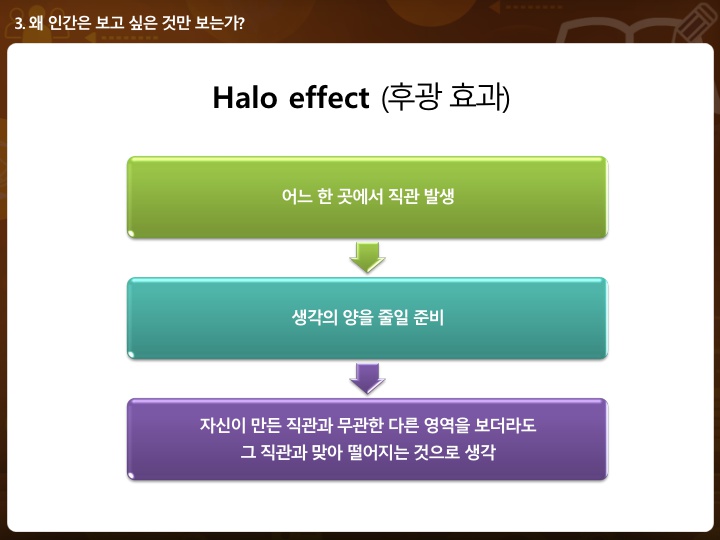 3. 왜 인간은 보고 싶은 것만 보는가?
Halo effect (후광 효과)
어느 한 곳에서 직관 발생
생각의 양을 줄일 준비
자신이 만든 직관과 무관한 다른 영역을 보더라도
그 직관과 맞아 떨어지는 것으로 생각